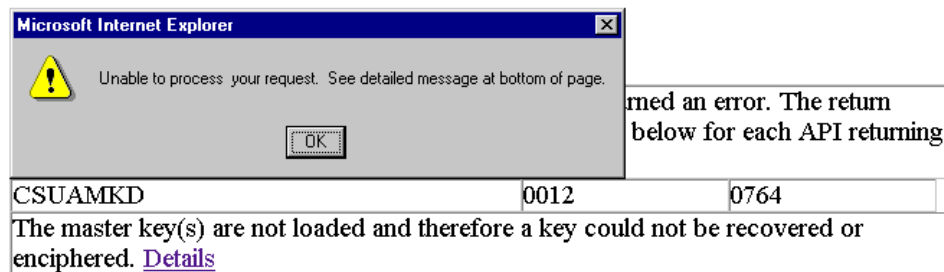 Microsoft Internet Explorer
Unable to process your request. See detailed message at bottom of page.
OK
an error. The return
below for each API returning
CSUAMKD 0012 0764
The master key(s) are not loaded and therefore a key could not be recovered or
enciphered. Details